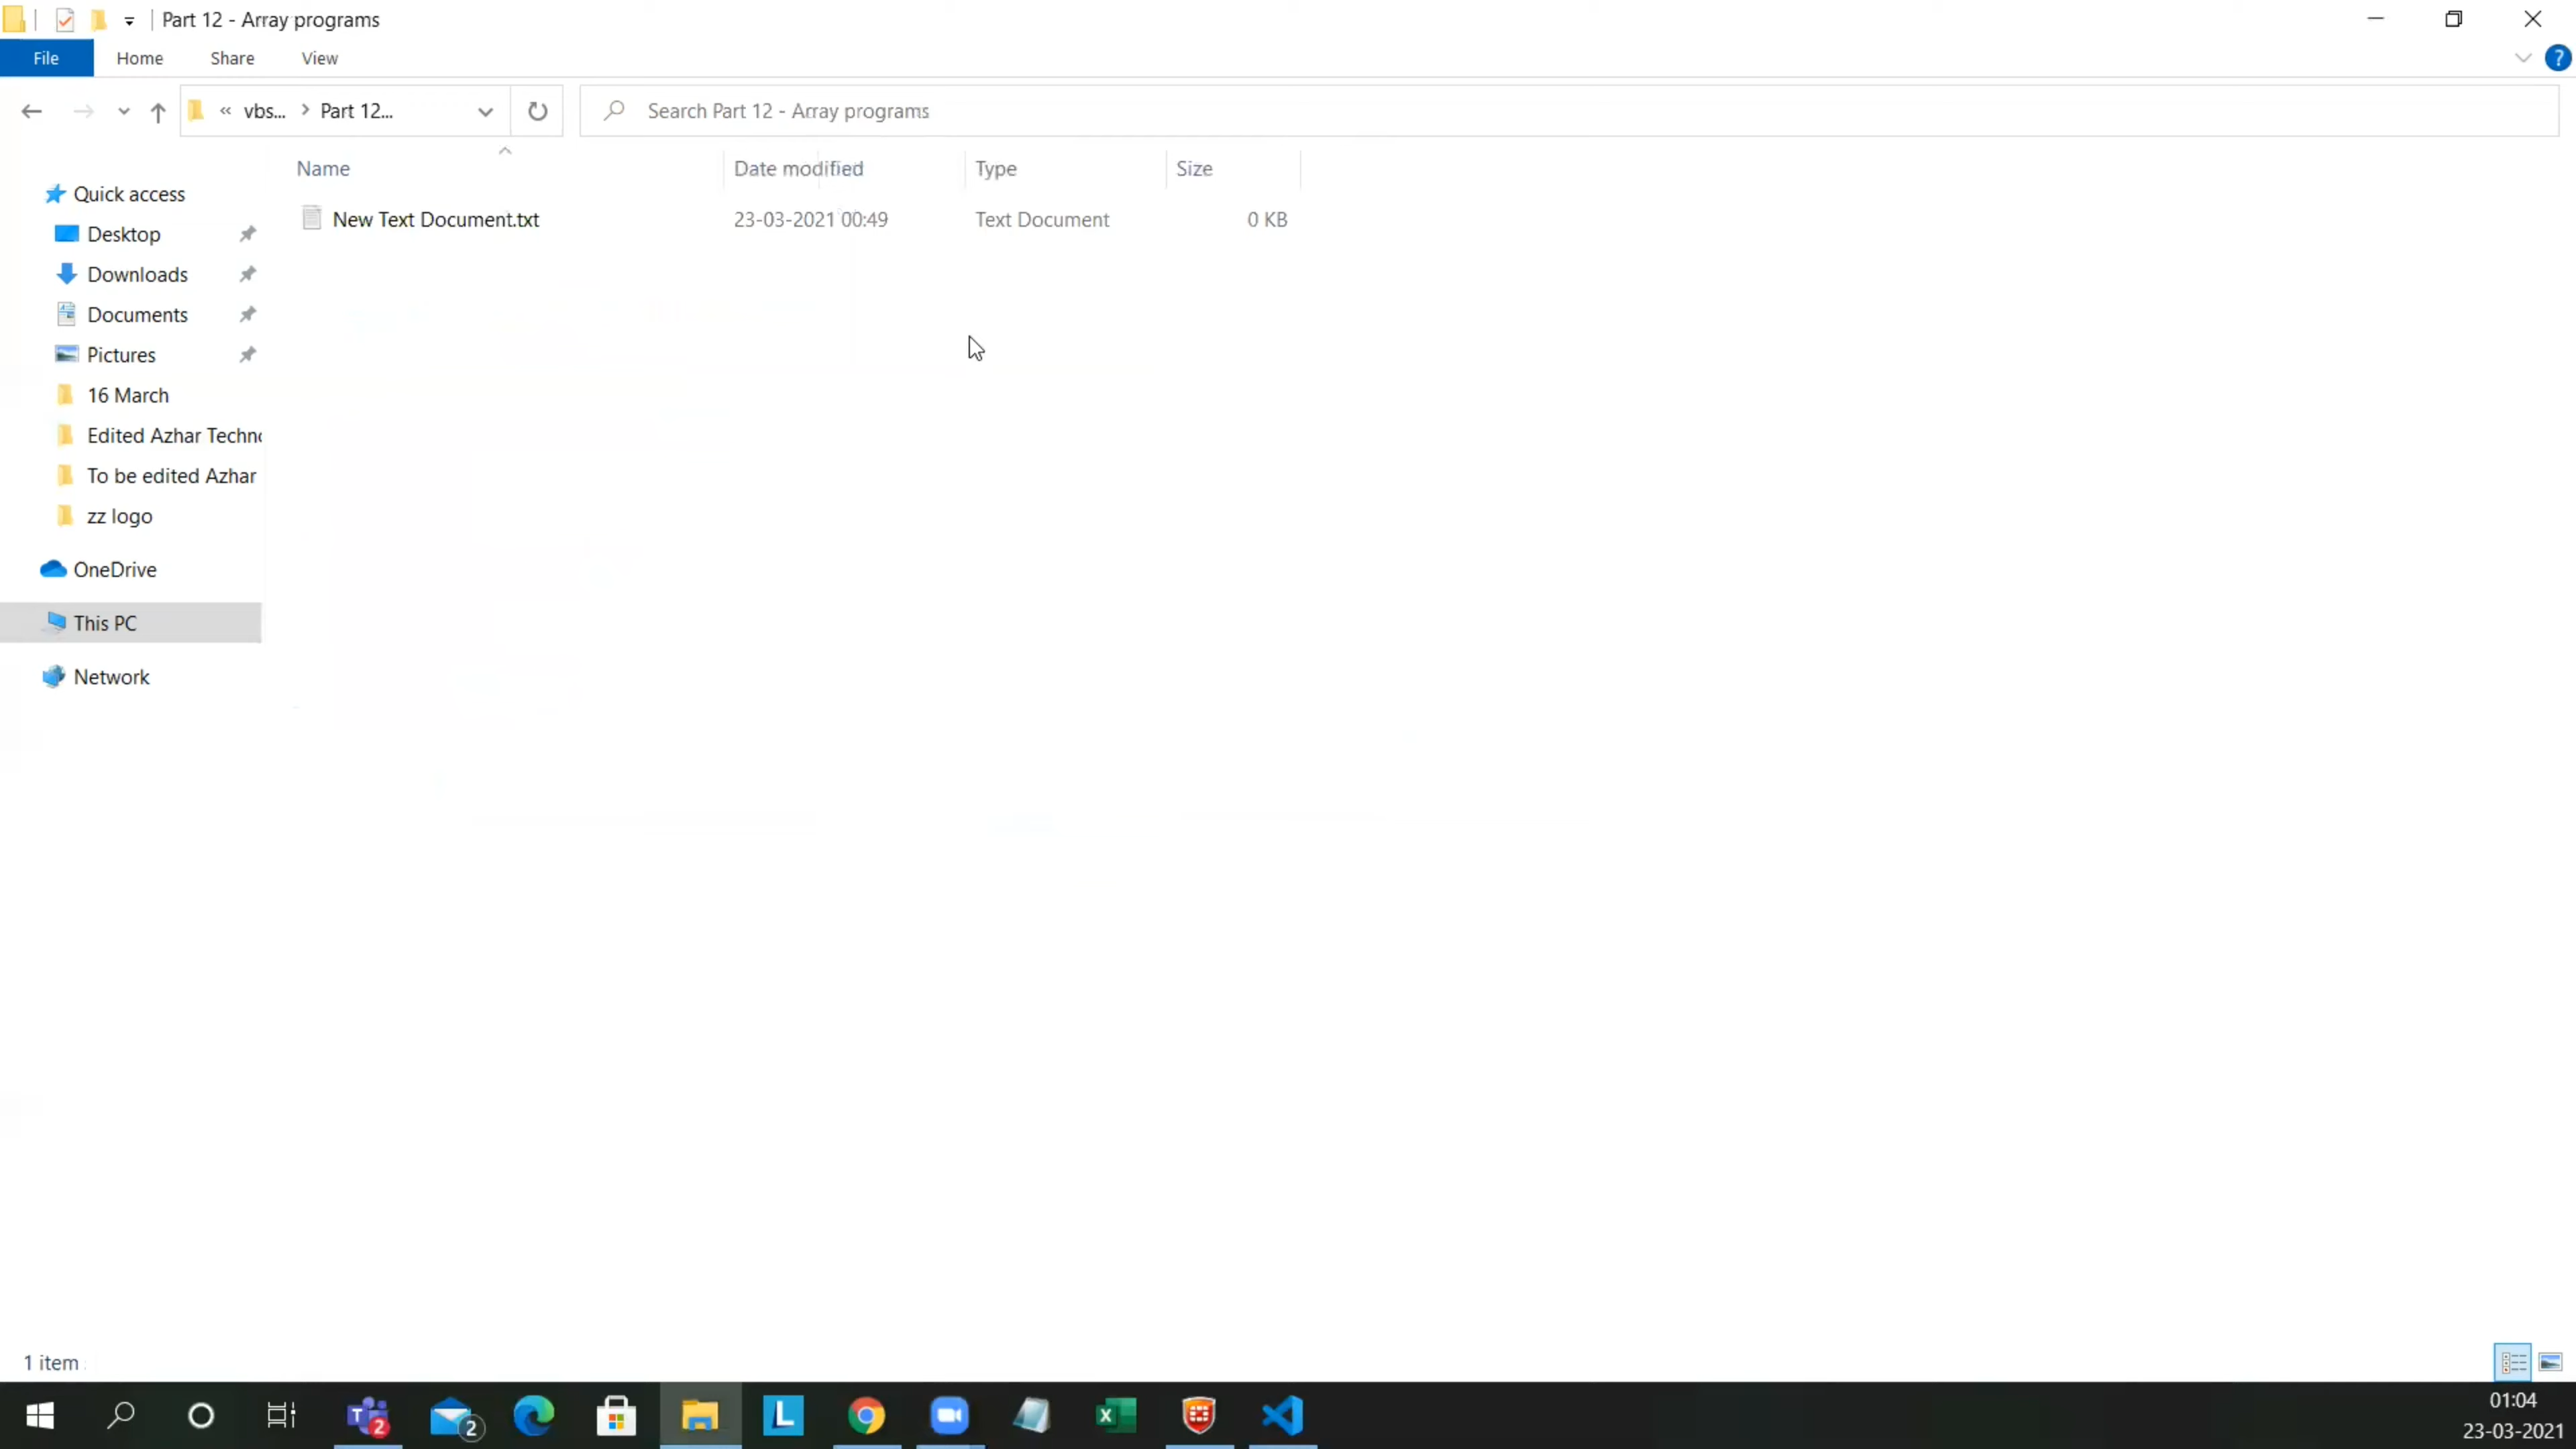 Part 12 - Array programs
File Home Share View
« vbs... > Part 12... Search Part 12 - Array programs
Name Date modified Type Size
New Text Document.txt 23-03-2021 00:49 Text Document 0 KB
Quick access
Desktop
Downloads
Documents
Pictures
16 March
Edited Azhar Techno
To be edited Azhar
zz logo
OneDrive
This PC
Network
1 item
01:04
23-03-2021